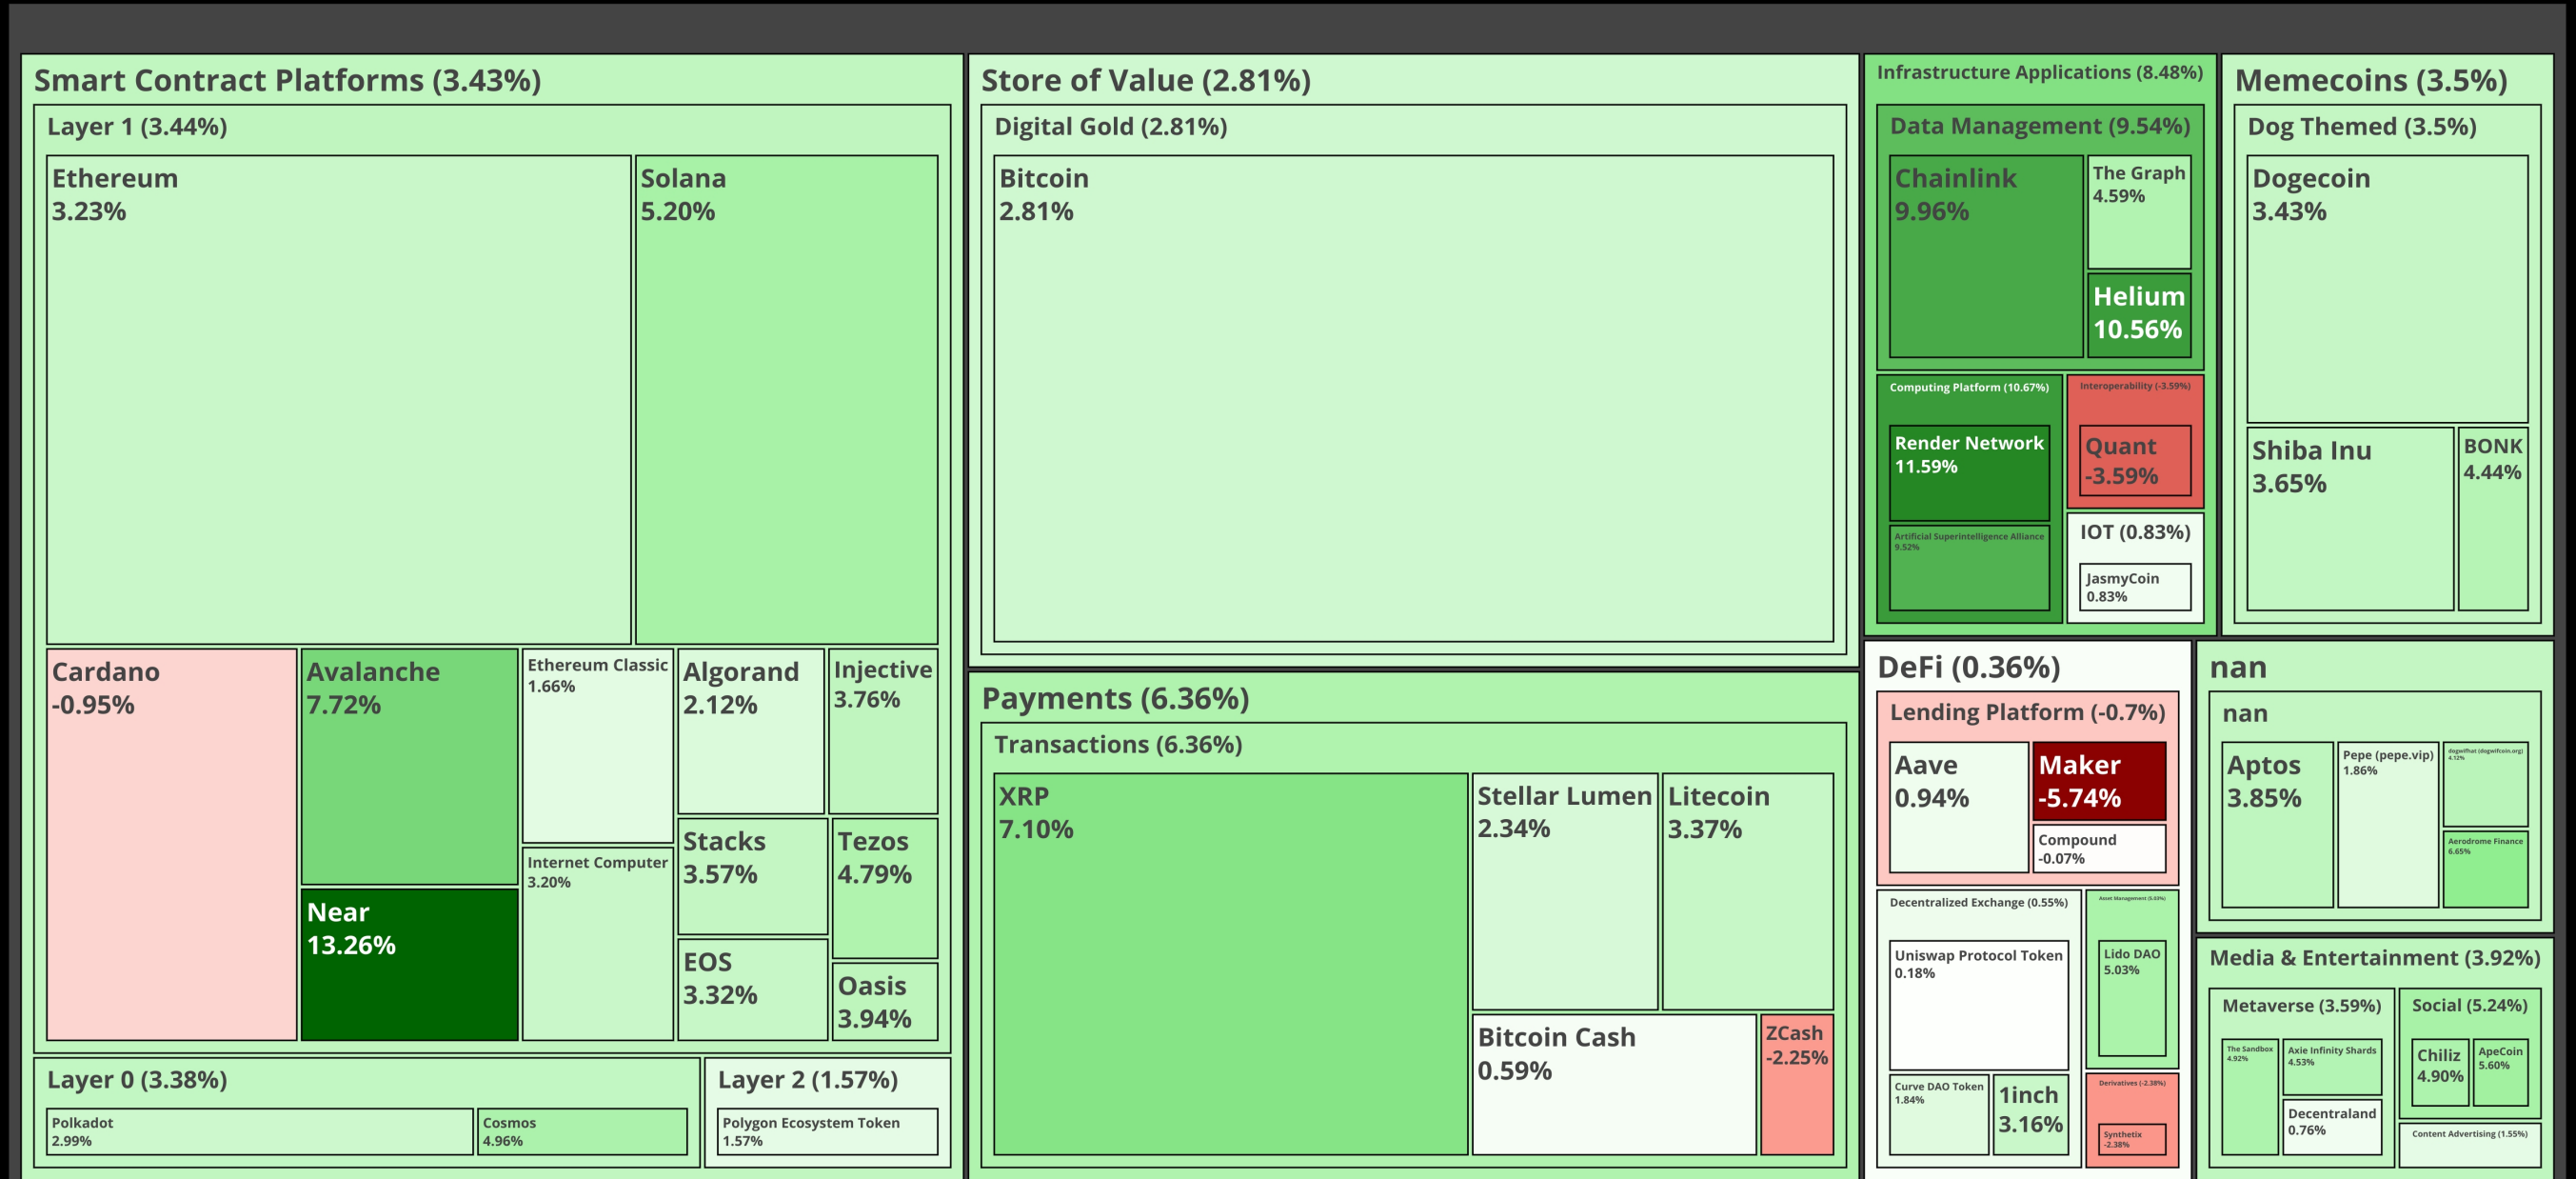 Smart Contract Platforms (3.43%)
Layer 1 (3.44%)
Ethereum
3.23%
Solana
5.20%
Cardano
-0.95%
Avalanche
7.72%
Near
13.26%
Ethereum Classic
1.66%
Internet Computer
3.20%
Algorand
2.12%
Injective
3.76%
Stacks
3.57%
Tezos
4.79%
EOS
3.32%
Oasis
3.94%
Layer 0 (3.38%)
Polkadot
2.99%
Cosmos
4.96%
Layer 2 (1.57%)
Polygon Ecosystem Token
1.57%
Store of Value (2.81%)
Digital Gold (2.81%)
Bitcoin
2.81%
Payments (6.36%)
Transactions (6.36%)
XRP
7.10%
Stellar Lumen
2.34%
Litecoin
3.37%
Bitcoin Cash
0.59%
ZCash
-2.25%
Infrastructure Applications (8.48%)
Data Management (9.54%)
Chainlink
9.96%
The Graph
4.59%
Helium
10.56%
Computing Platform (10.67%)
Render Network
11.59%
Artificial Superintelligence Alliance
9.52%
Interoperability (-3.59%)
Quant
-3.59%
IOT (0.83%)
JasmyCoin
0.83%
Memecoins (3.5%)
Dog Themed (3.5%)
Dogecoin
3.43%
Shiba Inu
3.65%
BONK
4.44%
DeFi (0.36%)
Lending Platform (-0.7%)
Aave
0.94%
Maker
-5.74%
Compound
-0.07%
Decentralized Exchange (0.55%)
Uniswap Protocol Token
0.18%
Curve DAO Token
1.84%
1inch
3.16%
Asset Management (5.03%)
Lido DAO
5.03%
Derivatives (-2.38%)
Synthetix
-2.38%
nan
nan
Aptos
3.85%
Pepe (pepe.vip)
1.86%
dogwifhat (dogwifcoin.org)
4.12%
Aerodrome Finance
6.65%
Media & Entertainment (3.92%)
Metaverse (3.59%)
The Sandbox
4.92%
Axie Infinity Shards
4.53%
Decentraland
0.76%
Social (5.24%)
Chiliz
4.90%
ApeCoin
5.60%
Content Advertising (1.55%)